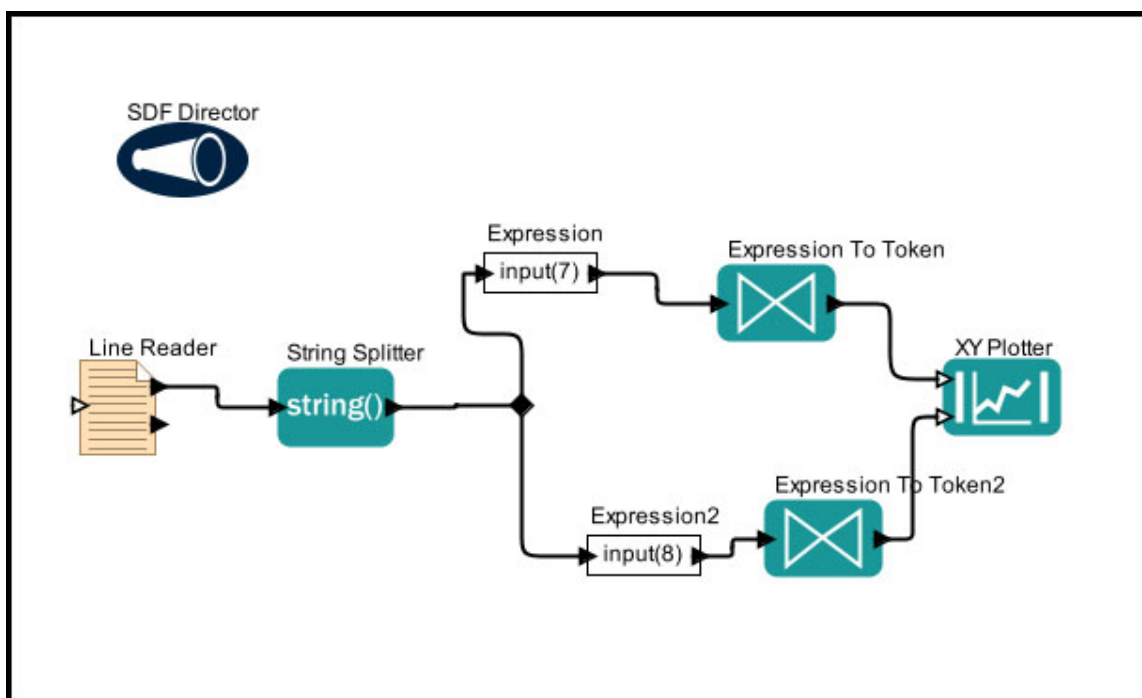 SDF Director
Expression
input(7)
Expression To Token
Line Reader
String Splitter
string()
XY Plotter
Expression2
input(8)
Expression To Token2